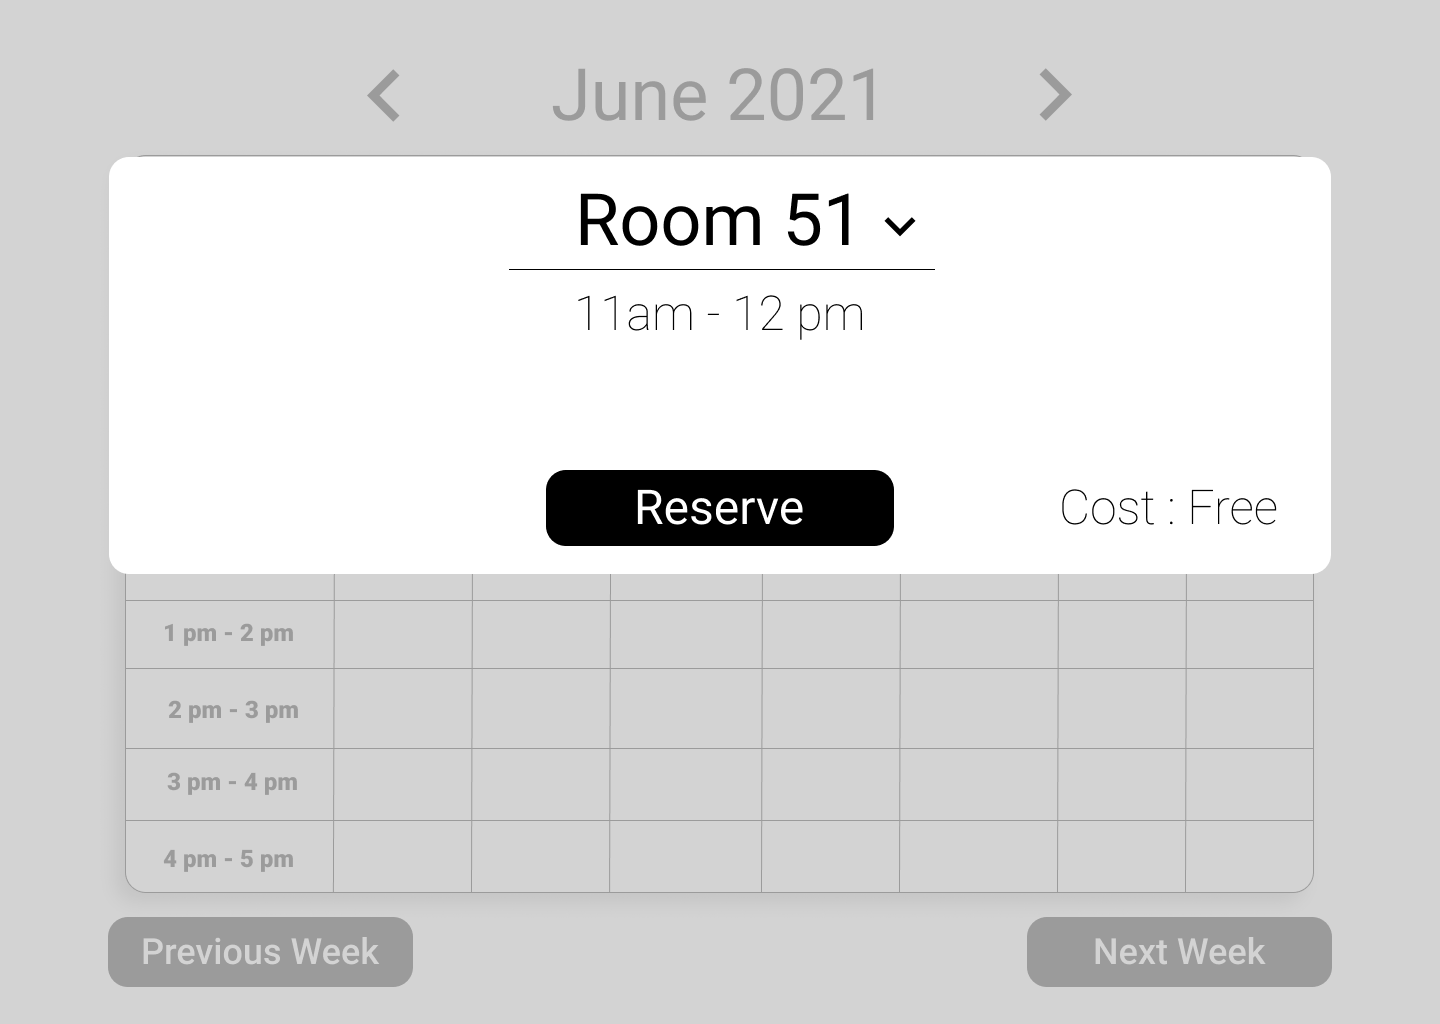 June 2021
Room 51
11am - 12 pm
Reserve
Cost : Free
1 pm - 2 pm
2 pm - 3 pm
3 pm - 4 pm
4 pm - 5 pm
Previous Week
Next Week